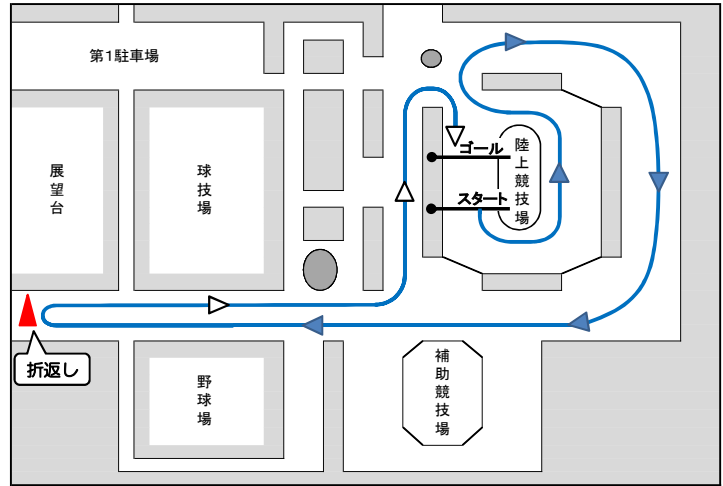 第1駐車場
展望台
球技場
ゴール
スタート
陸上競技場
折返し
野球場
補助競技場